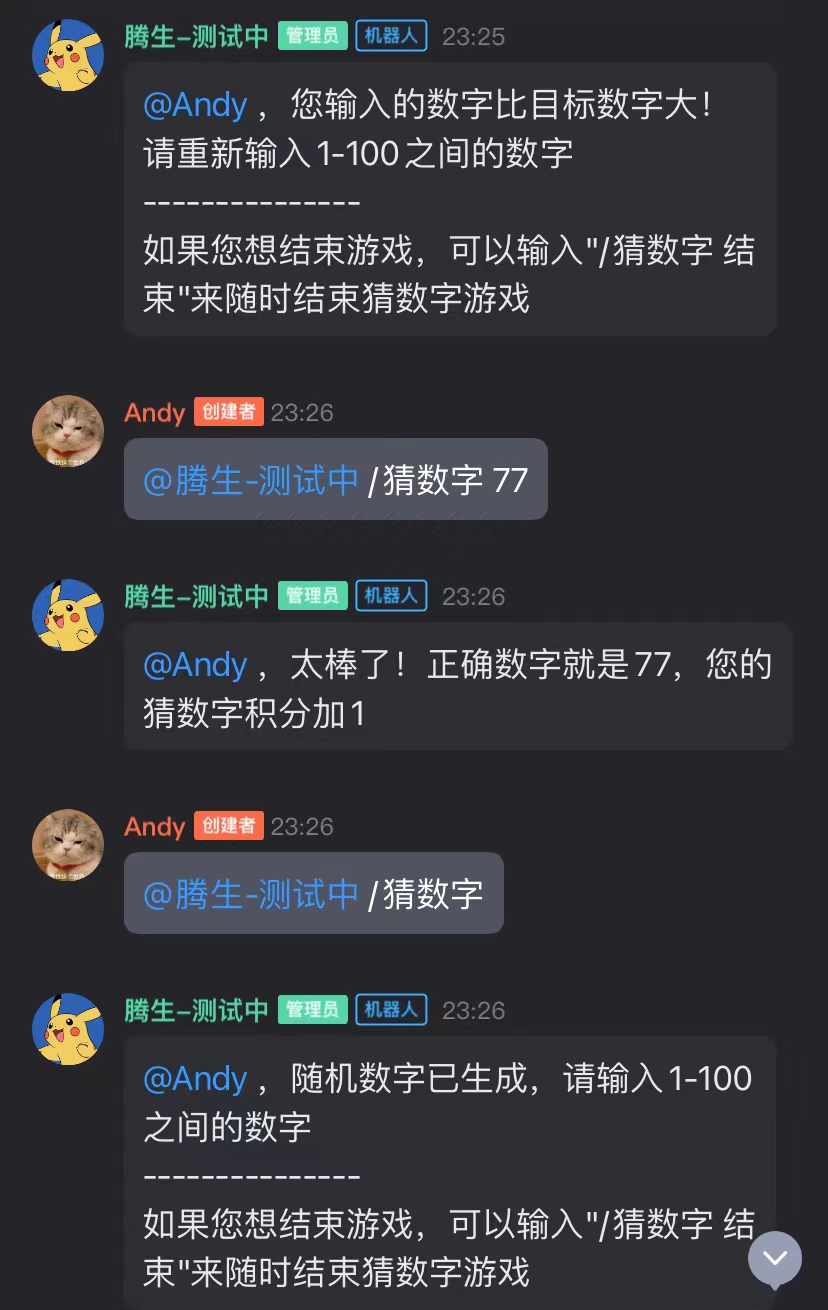 腾生-测试中 管理员 机器人 23:25
@Andy ，您输入的数字比目标数字大！
请重新输入1-100之间的数字
---------------
如果您想结束游戏，可以输入"/猜数字 结
束"来随时结束猜数字游戏
Andy 创建者 23:26
@腾生-测试中 /猜数字 77
腾生-测试中 管理员 机器人 23:26
@Andy ，太棒了！正确数字就是77，您的
猜数字积分加1
Andy 创建者 23:26
@腾生-测试中 /猜数字
腾生-测试中 管理员 机器人 23:26
@Andy ，随机数字已生成，请输入1-100
之间的数字
---------------
如果您想结束游戏，可以输入"/猜数字 结
束"来随时结束猜数字游戏